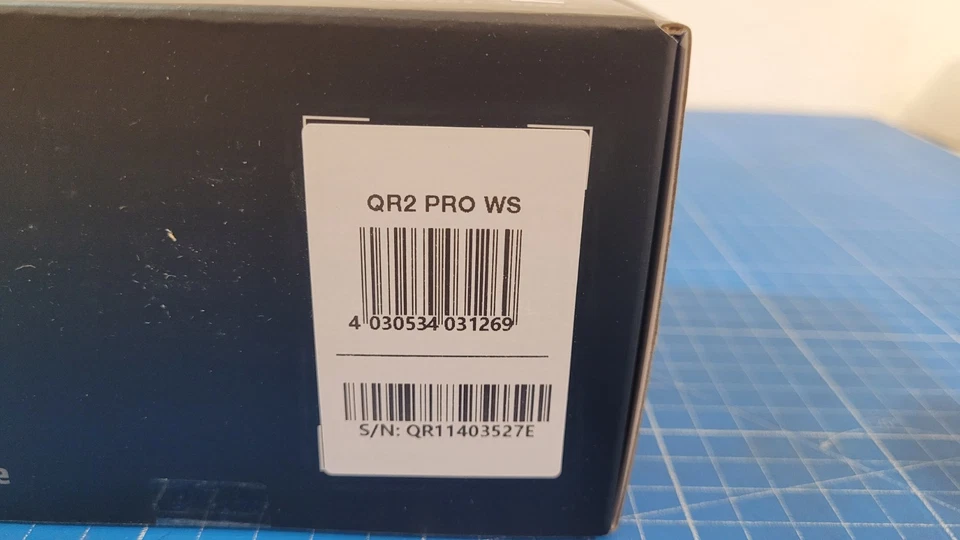 QR2 PRO WS
4 030534 031269
S/N: QR11403527E
e